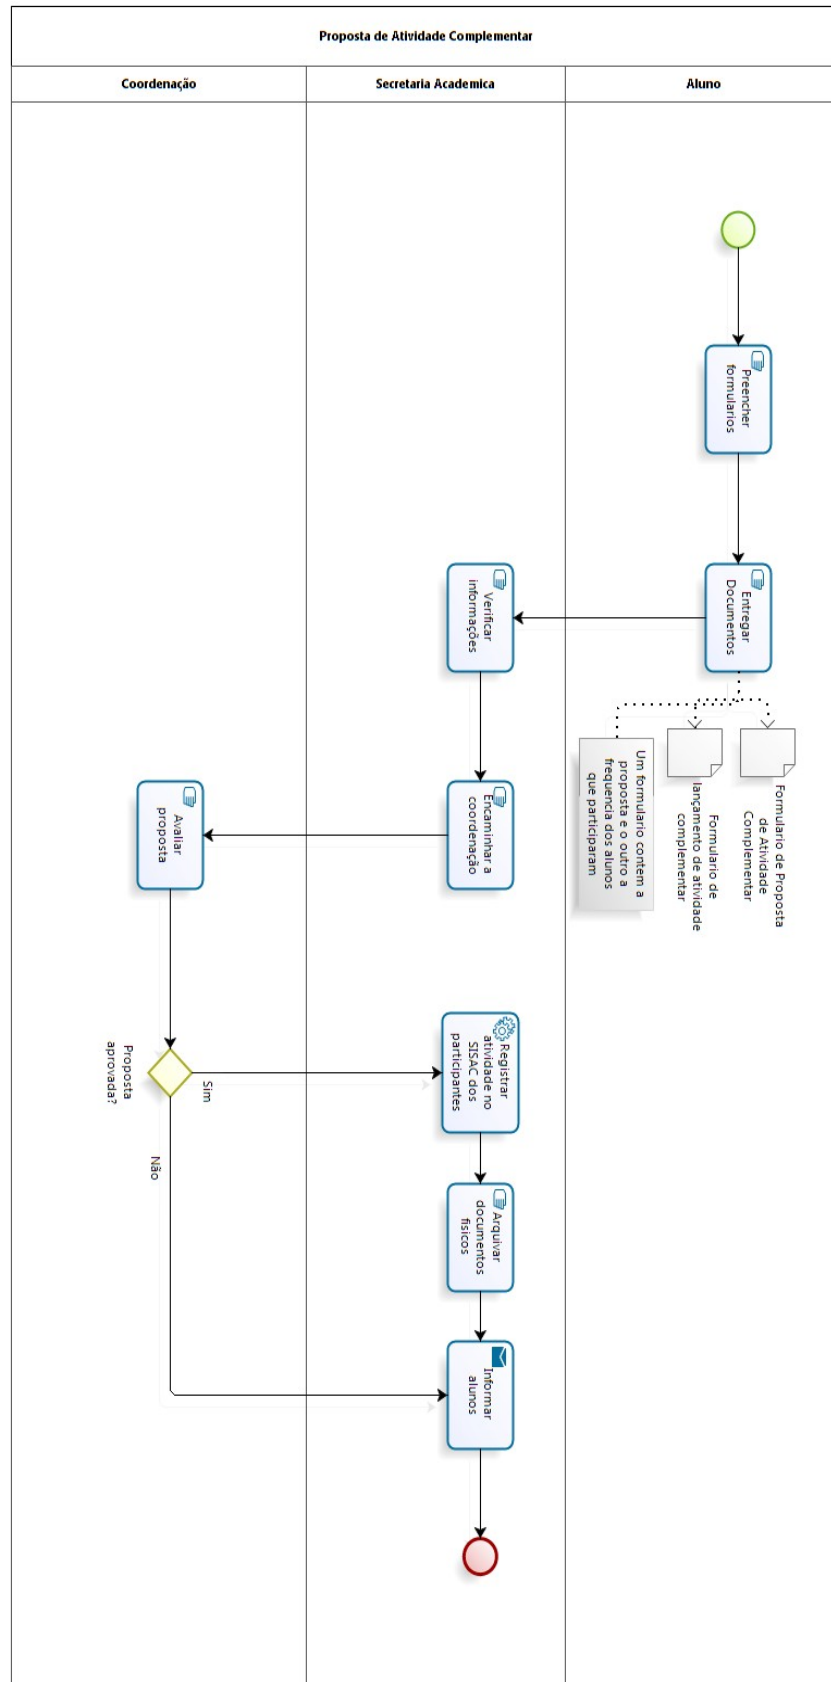 Proposta de Atividade Complementar
Coordenação
Secretaria Academica
Aluno
Preencher
formularios
Entregar
Documentos
Formulario de Proposta
de Atividade
Complementar
Formulario de
lançamento de atividade
complementar
Um formulario contem a
proposta e o outro a
frequencia dos alunos
que participaram
Verificar
informações
Encaminhar a
coordenação
Avaliar
proposta
Proposta
aprovada?
Sim
Não
Registrar
atividade no
SISAC dos
participantes
Arquivar
documentos
fisicos
Informar
alunos